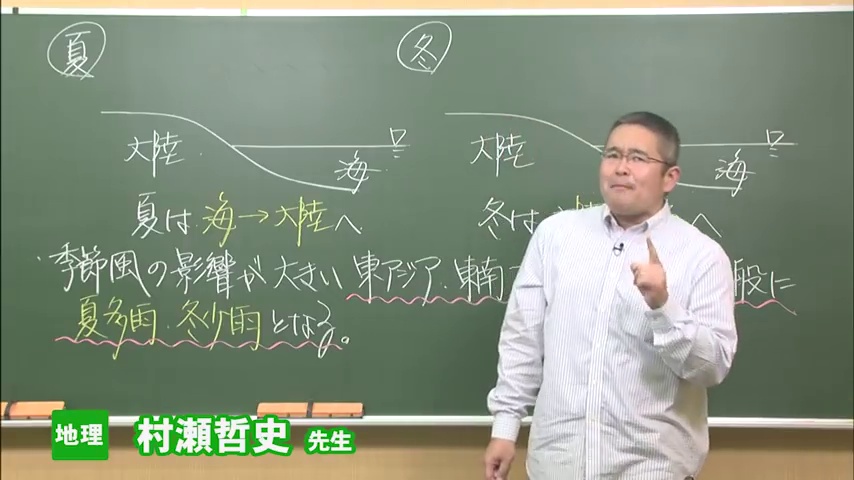 夏
冬
大陸
海
大陸
海
夏は 海→大陸へ
冬は へ
季節風の影響が大きい 東アジア・東南 般に
夏多雨・冬少雨となる。
地理 村瀬哲史 先生